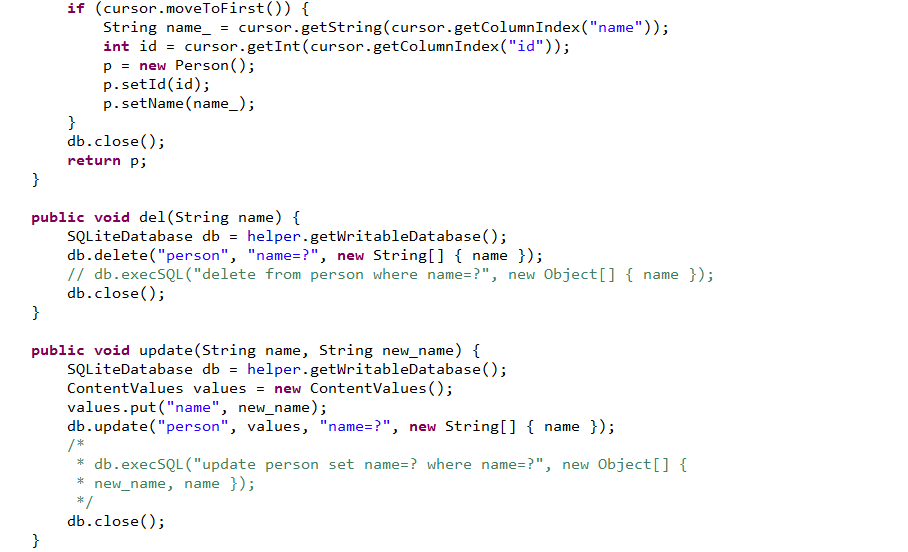 if (cursor.moveToFirst()) {
        String name_ = cursor.getString(cursor.getColumnIndex("name"));
        int id = cursor.getInt(cursor.getColumnIndex("id"));
        p = new Person();
        p.setId(id);
        p.setName(name_);
    }
    db.close();
    return p;
}

public void del(String name) {
    SQLiteDatabase db = helper.getWritableDatabase();
    db.delete("person", "name=?", new String[] { name });
    // db.execSQL("delete from person where name=?", new Object[] { name });
    db.close();
}

public void update(String name, String new_name) {
    SQLiteDatabase db = helper.getWritableDatabase();
    ContentValues values = new ContentValues();
    values.put("name", new_name);
    db.update("person", values, "name=?", new String[] { name });
    /*
     * db.execSQL("update person set name=? where name=?", new Object[] {
     * new_name, name });
     */
    db.close();
}